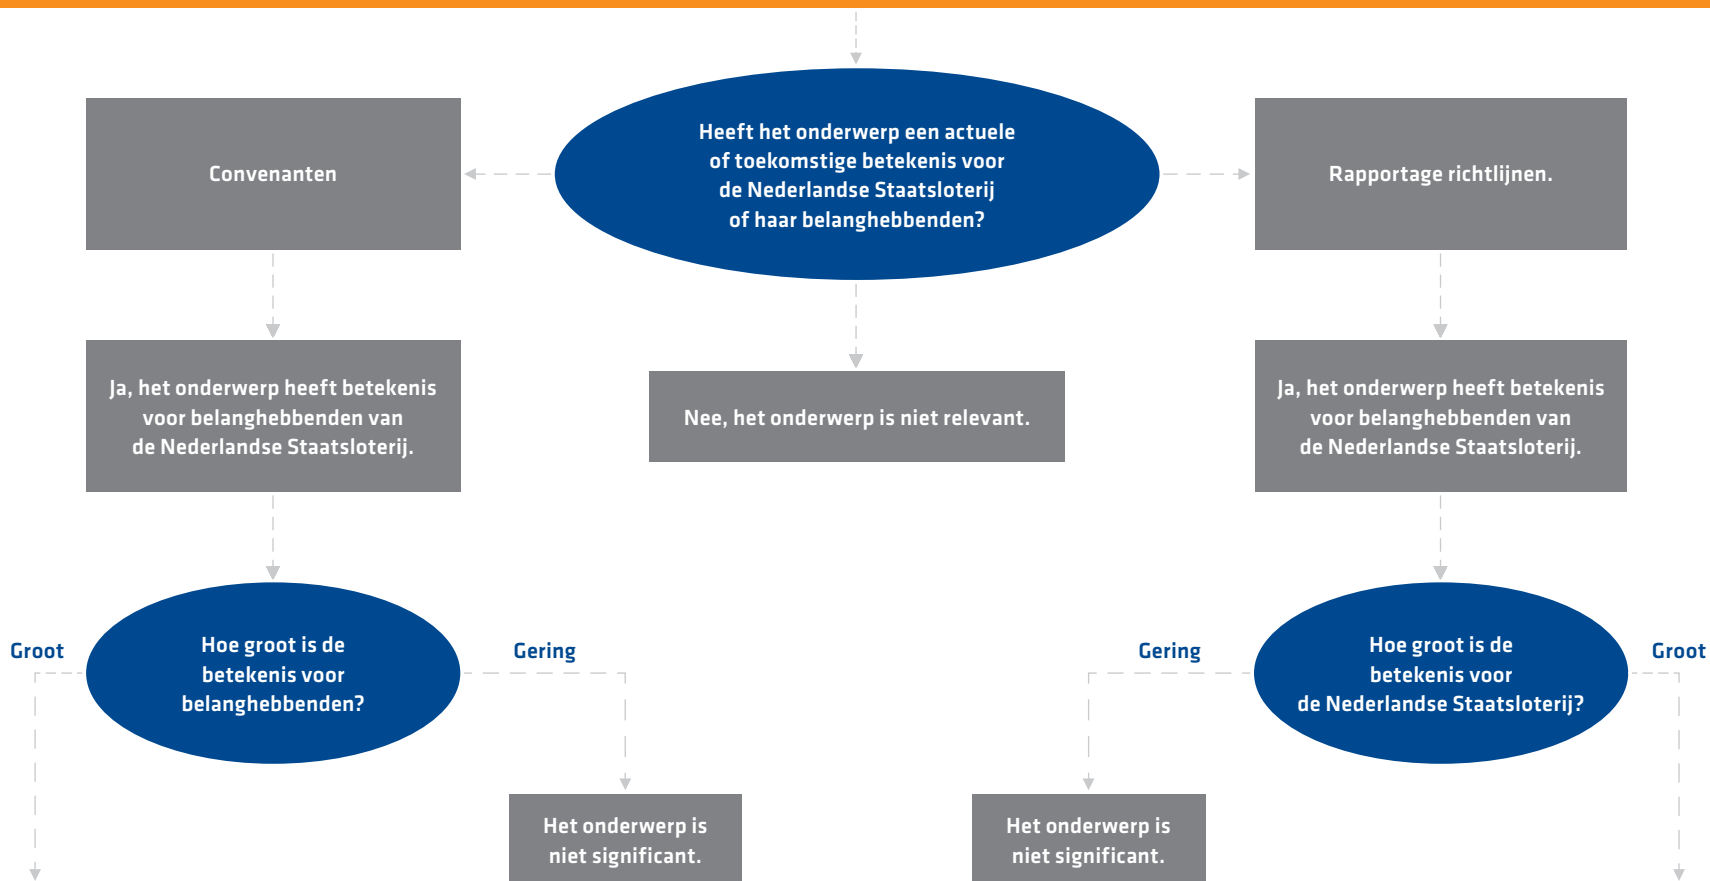 Heeft het onderwerp een actuele
of toekomstige betekenis voor
de Nederlandse Staatsloterij
of haar belanghebbenden?
Convenanten
Rapportage richtlijnen.
Ja, het onderwerp heeft betekenis
voor belanghebbenden van
de Nederlandse Staatsloterij.
Nee, het onderwerp is niet relevant.
Ja, het onderwerp heeft betekenis
voor belanghebbenden van
de Nederlandse Staatsloterij.
Groot
Hoe groot is de
betekenis voor
belanghebbenden?
Gering
Gering
Hoe groot is de
betekenis voor
de Nederlandse Staatsloterij?
Groot
Het onderwerp is
niet significant.
Het onderwerp is
niet significant.